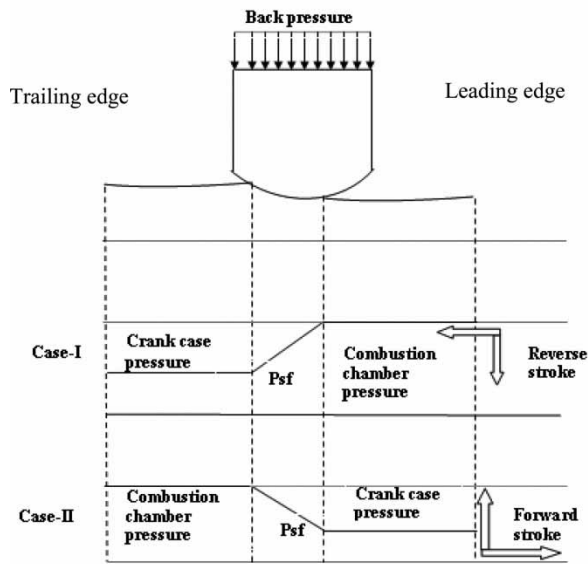 Back pressure
Trailing edge
Leading edge
Case-I
Crank case
pressure
Psf
Combustion
chamber
pressure
Reverse
stroke
Case-II
Combustion
chamber
pressure
Psf
Crank case
pressure
Forward
stroke